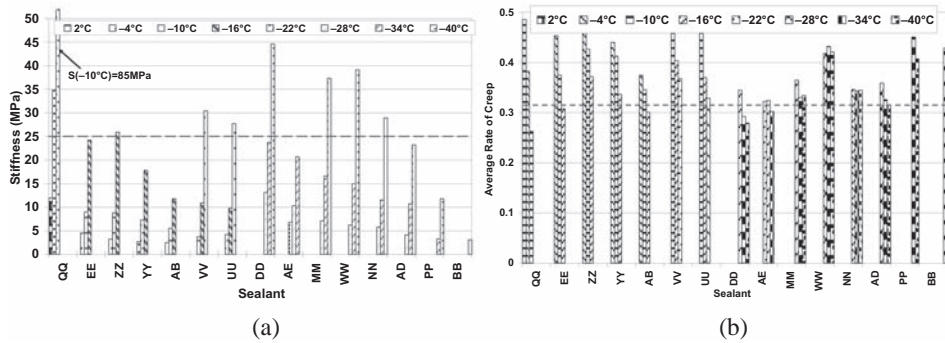 2°C –4°C –10°C –16°C –22°C –28°C –34°C –40°C
50
45
40
35
30
25
20
15
10
5
0
Stiffness (MPa)
S(–10°C)=85MPa
QQ EE ZZ YY AB VV UU DD AE MM WW NN AD PP BB
Sealant
(a)
2°C –4°C –10°C –16°C –22°C –28°C –34°C –40°C
0.5
0.4
0.3
0.2
0.1
0
Average Rate of Creep
QQ EE ZZ YY AB VV UU DD AE MM WW NN AD PP BB
Sealant
(b)